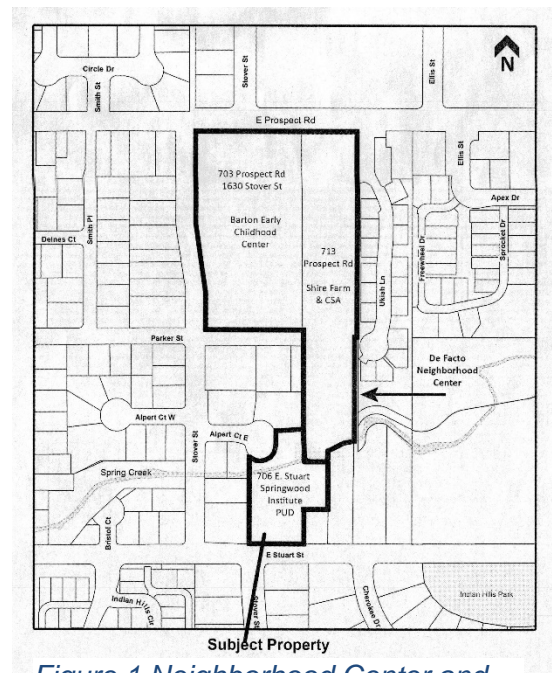 Circle Dr
Smith St
Stover St
Ellis St
N
E Prospect Rd
703 Prospect Rd
1630 Stover St
Barton Early
Childhood
Center
Ellis St
Apex Dr
Smith Pl
Deines Ct
713
Prospect Rd
Shire Farm
& CSA
Ukiah Ln
Freewheel Dr
Sprocket Dr
Parker St
De Facto
Neighborhood
Center
Alpert Ct W
Stover St
Alpert Ct E
Spring Creek
706 E. Stuart
Springwood
Institute
PUD
Bristol Ct
E Stuart St
Indian Hills Cir
Stover St
Cherokee Dr
Indian Hills Park
Subject Property
Figure 1 Neighborhood Center and